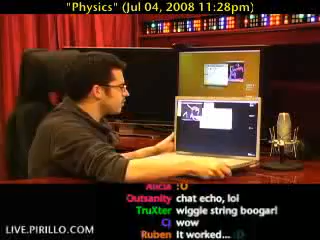 "Physics" (Jul 04, 2008 11:28pm)
Alicia :O
Outsanity chat echo, lol
TruXter wiggle string boogar!
Cj wow
Ruben It worked... :D
LIVE.PIRILLO.COM